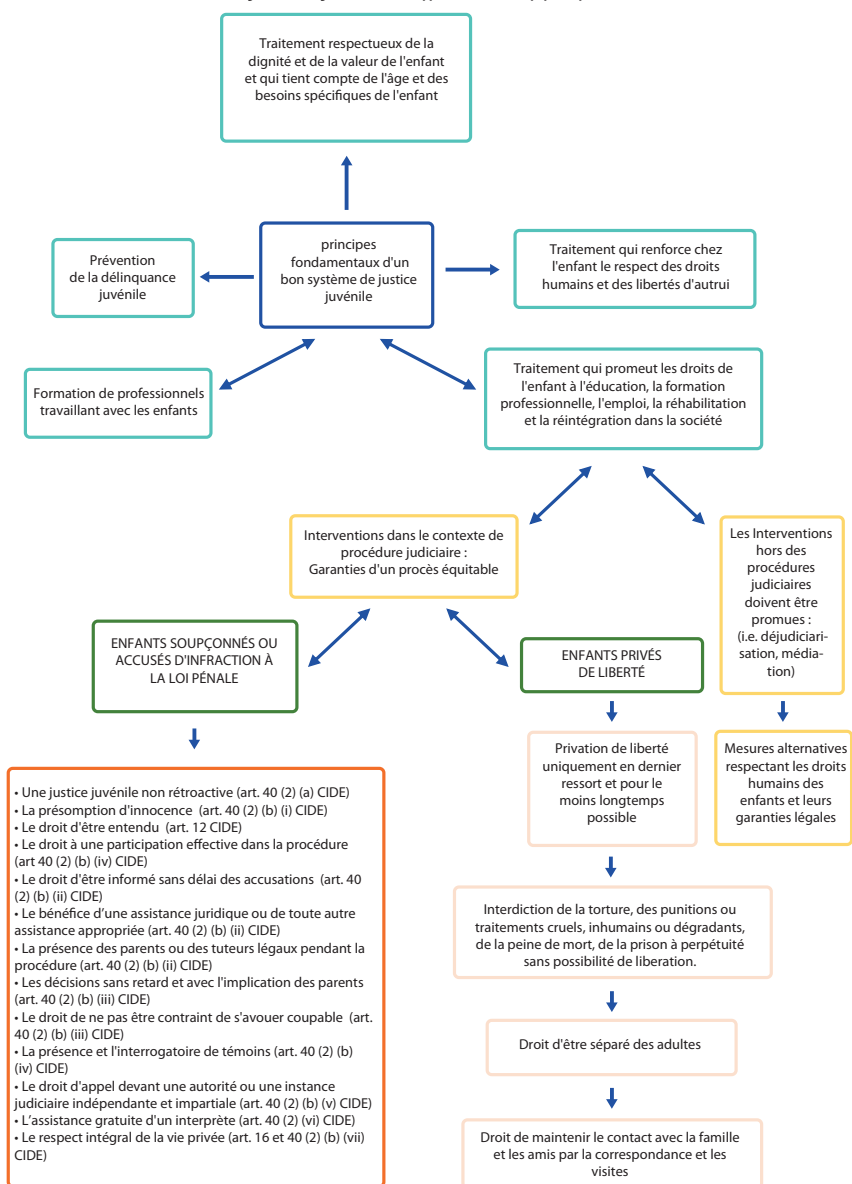 Traitement respectueux de la
dignité et de la valeur de l'enfant
et qui tient compte de l'âge et des
besoins spécifiques de l'enfant
principes
fondamentaux d'un
bon système de justice
juvénile
Prévention
de la délinquance
juvénile
Traitement qui renforce chez
l'enfant le respect des droits
humains et des libertés d'autrui
Formation de professionnels
travaillant avec les enfants
Traitement qui promeut les droits de
l'enfant à l'éducation, la formation
professionnelle, l'emploi, la réhabilitation
et la réintégration dans la société
Interventions dans le contexte de
procédure judiciaire :
Garanties d'un procès équitable
Les Interventions
hors des
procédures
judiciaires
doivent être
promues :
(i.e. déjudiciari-
sation, média-
tion)
ENFANTS SOUPÇONNÉS OU
ACCUSÉS D'INFRACTION À
LA LOI PÉNALE
ENFANTS PRIVÉS
DE LIBERTÉ
Privation de liberté
uniquement en dernier
ressort et pour le
moins longtemps
possible
Mesures alternatives
respectant les droits
humains des
enfants et leurs
garanties légales
• Une justice juvénile non rétroactive (art. 40 (2) (a) CIDE)
• La présomption d'innocence (art. 40 (2) (b) (i) CIDE)
• Le droit d'être entendu (art. 12 CIDE)
• Le droit à une participation effective dans la procédure
(art 40 (2) (b) (iv) CIDE)
• Le droit d'être informé sans délai des accusations (art. 40
(2) (b) (ii) CIDE)
• Le bénéfice d'une assistance juridique ou de toute autre
assistance appropriée (art. 40 (2) (b) (ii) CIDE)
• La présence des parents ou des tuteurs légaux pendant la
procédure (art. 40 (2) (b) (ii) CIDE)
• Les décisions sans retard et avec l'implication des parents
(art. 40 (2) (b) (iii) CIDE)
• Le droit de ne pas être contraint de s'avouer coupable (art.
40 (2) (b) (iii) CIDE)
• La présence et l'interrogatoire de témoins (art. 40 (2) (b)
(iv) CIDE)
• Le droit d'appel devant une autorité ou une instance
judiciaire indépendante et impartiale (art. 40 (2) (b) (v) CIDE)
• L'assistance gratuite d'un interprète (art. 40 (2) (vi) CIDE)
• Le respect intégral de la vie privée (art. 16 et 40 (2) (b) (vii)
CIDE)
Interdiction de la torture, des punitions ou
traitements cruels, inhumains ou dégradants,
de la peine de mort, de la prison à perpétuité
sans possibilité de liberation.
Droit d'être séparé des adultes
Droit de maintenir le contact avec la famille
et les amis par la correspondance et les
visites